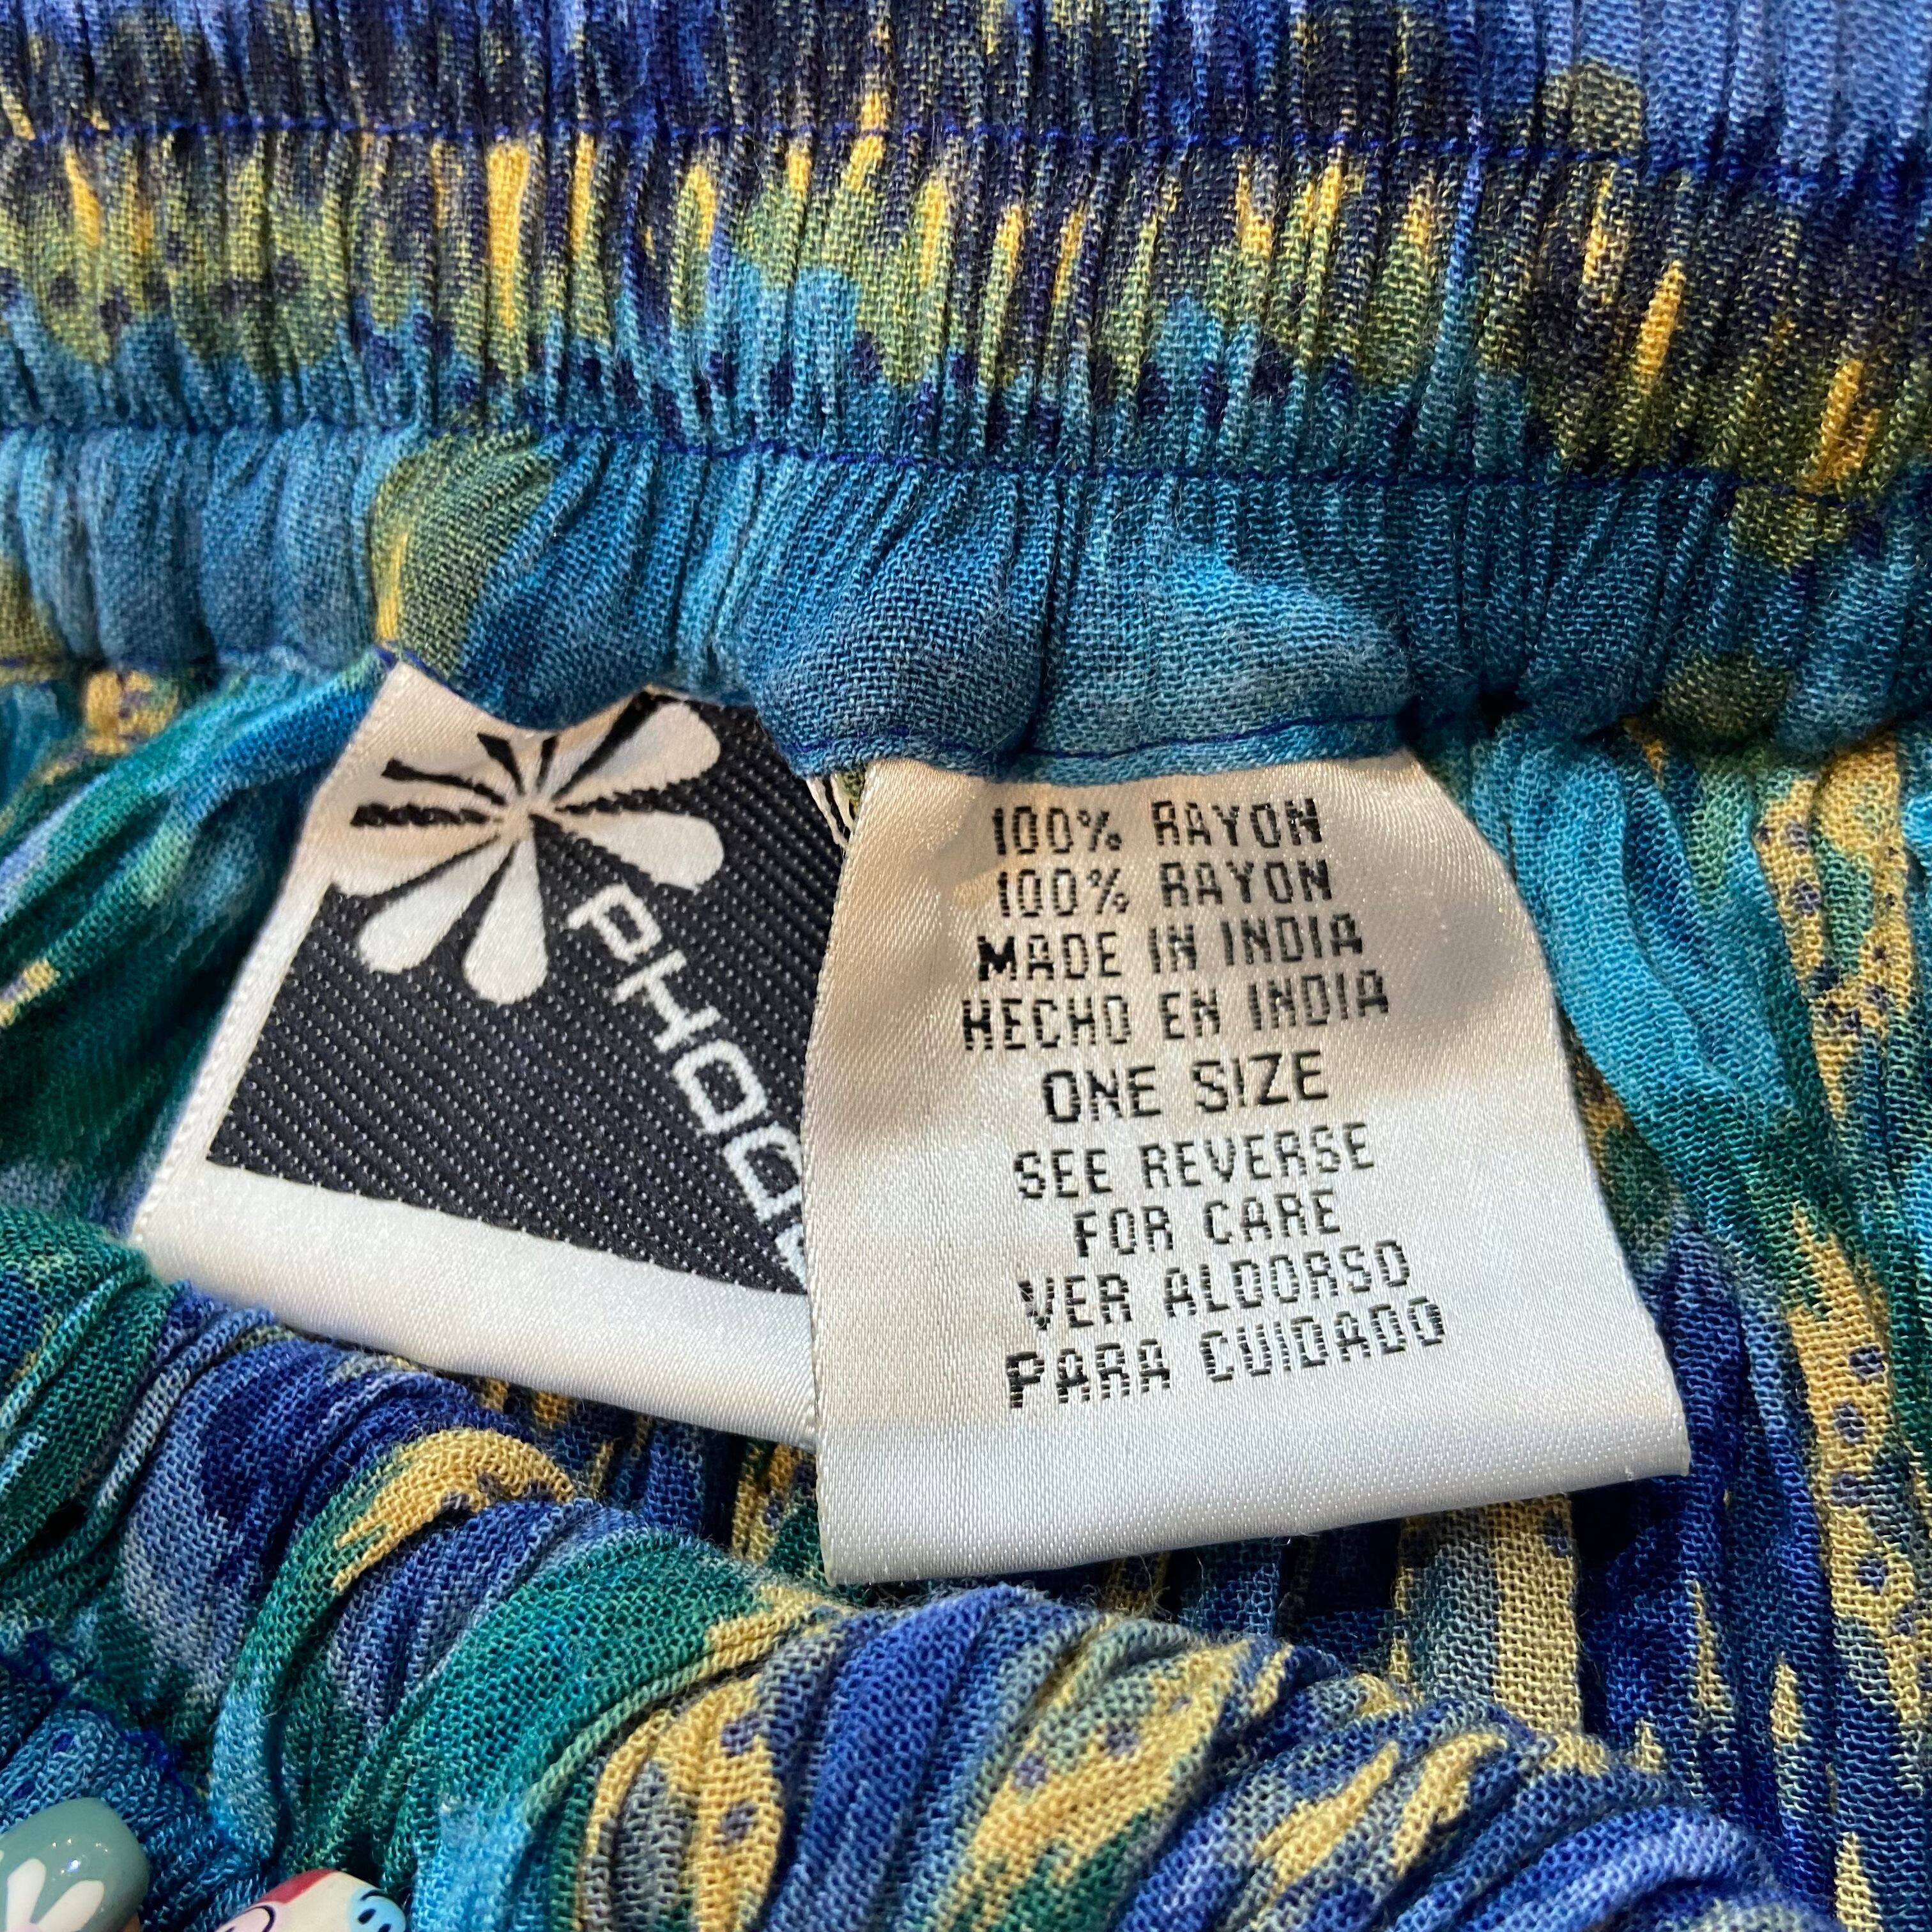 100% RAYON
100% RAYON
MADE IN INDIA
HECHO EN INDIA
ONE SIZE
SEE REVERSE
FOR CARE
VER ALDORSO
PARA CUIDADO